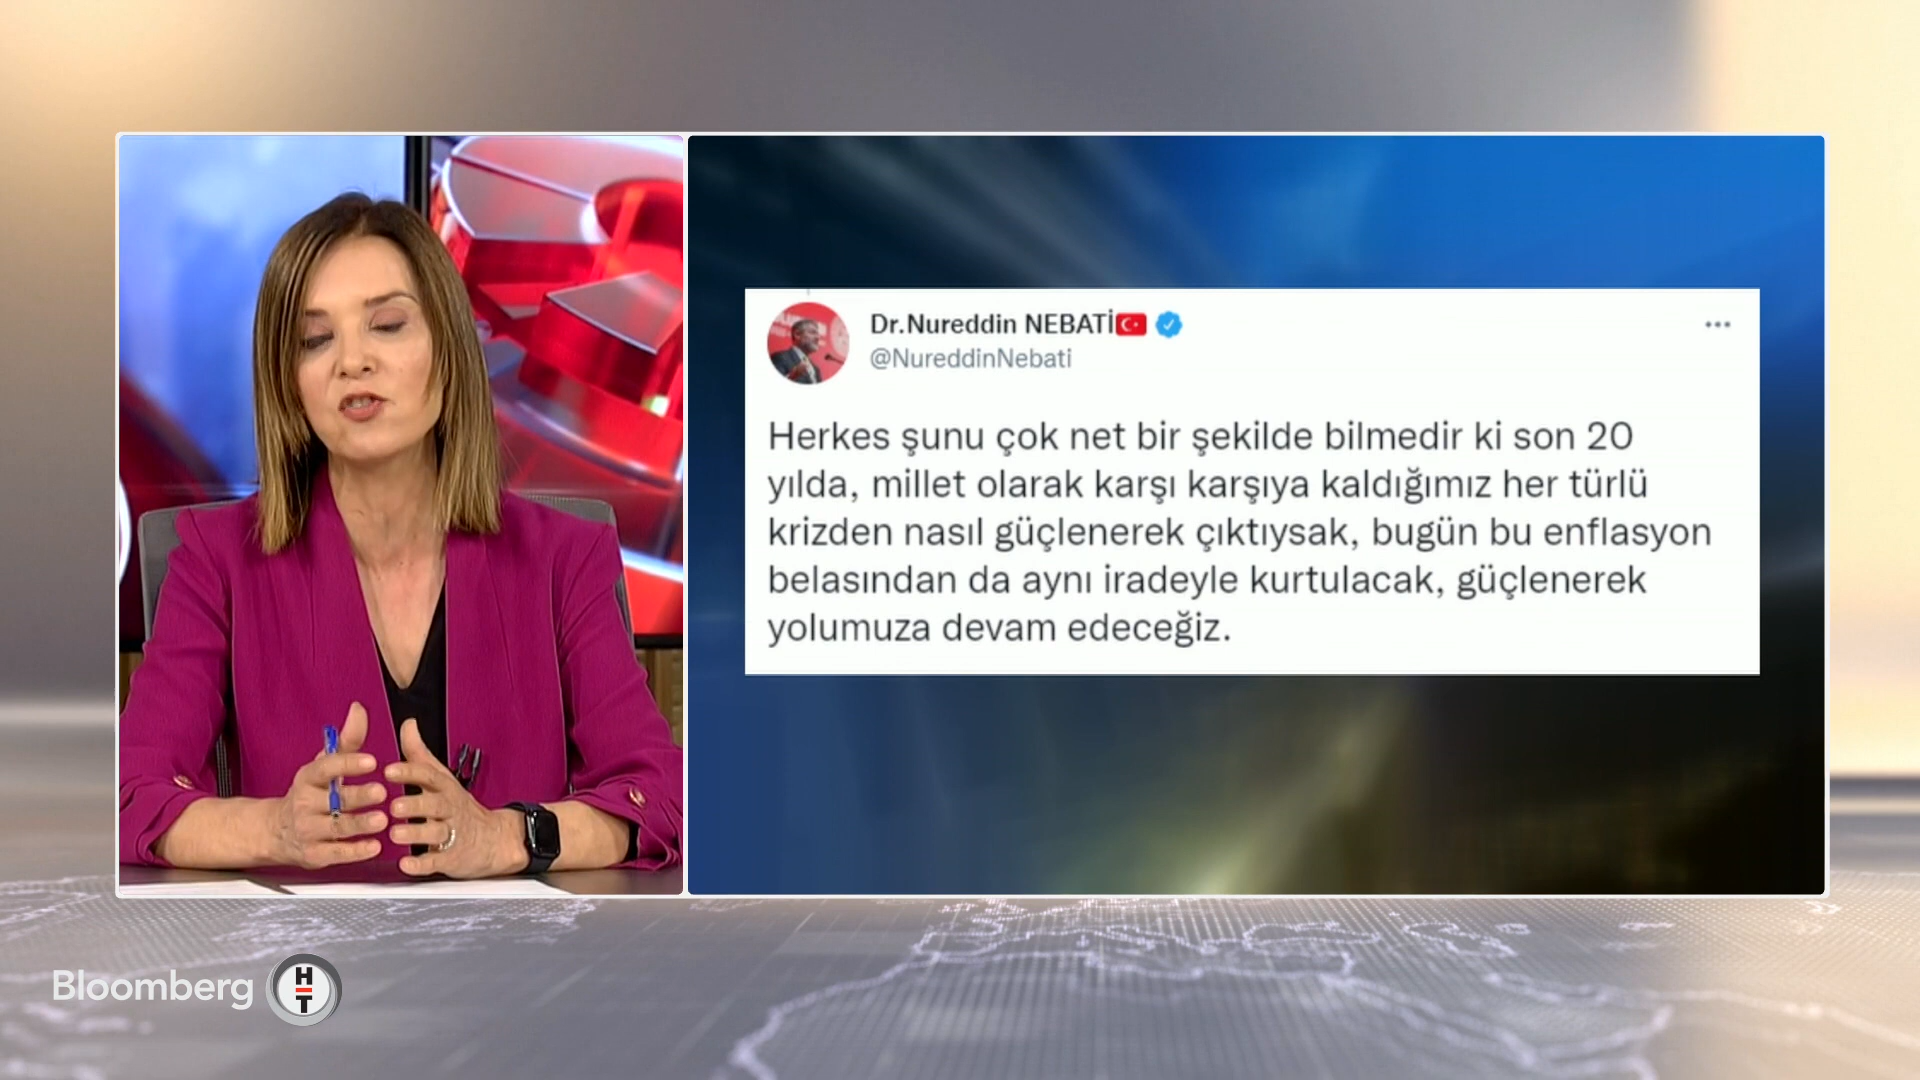 Dr.Nureddin NEBATİ
@NureddinNebati
Herkes şunu çok net bir şekilde bilmedir ki son 20
yılda, millet olarak karşı karşıya kaldığımız her türlü
krizden nasıl güçlenerek çıktıysak, bugün bu enflasyon
belasından da aynı iradeyle kurtulacak, güçlenerek
yolumuza devam edeceğiz.
Bloomberg HT